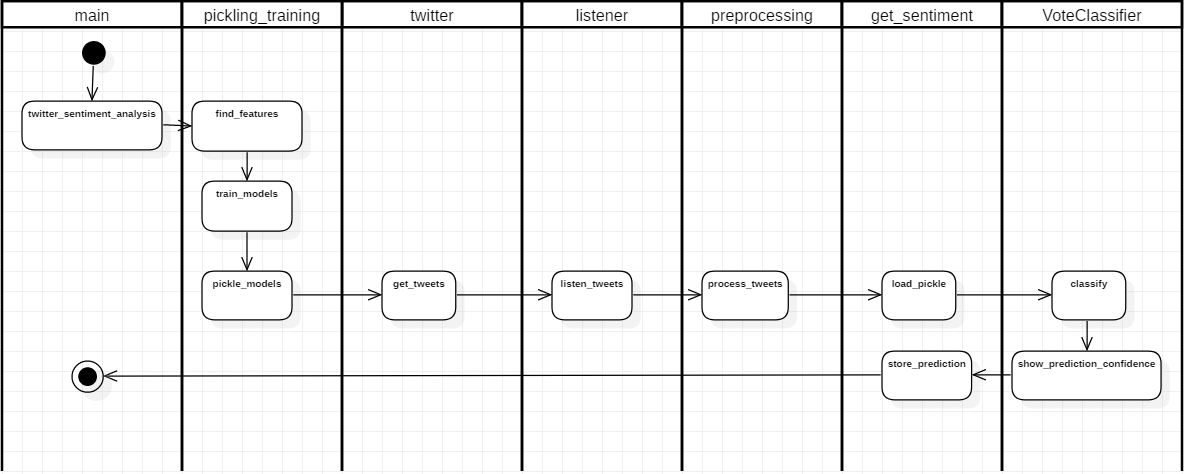 main
pickling_training
twitter
listener
preprocessing
get_sentiment
VoteClassifier
twitter_sentiment_analysis
find_features
train_models
pickle_models
get_tweets
listen_tweets
process_tweets
load_pickle
classify
store_prediction
show_prediction_confidence